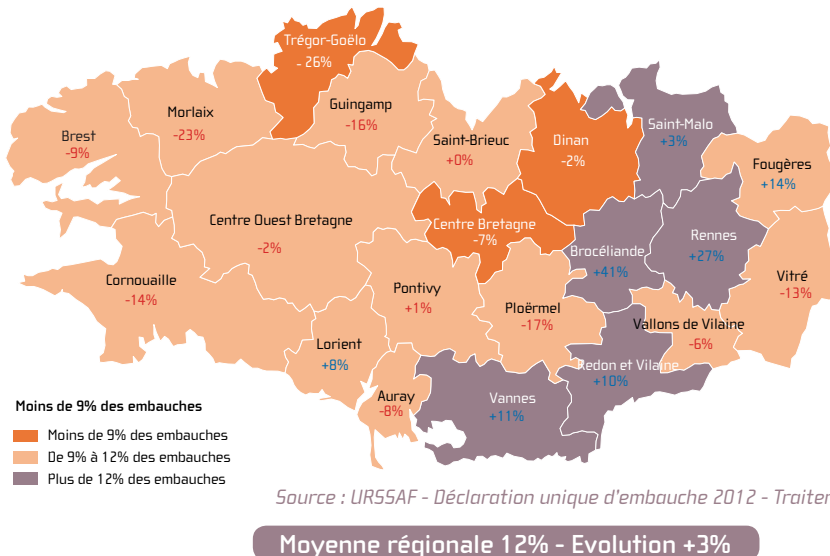 Trégor-Goëlo
- 26%
Morlaix
-23%
Guingamp
-16%
Brest
-9%
Saint-Brieuc
+0%
Dinan
-2%
Saint-Malo
+3%
Fougères
+14%
Centre Ouest Bretagne
-2%
Centre Bretagne
-7%
Brocéliande
+41%
Rennes
+27%
Vitré
-13%
Cornouaille
-14%
Pontivy
+1%
Ploërmel
-17%
Vallons de Vilaine
-6%
Lorient
+8%
Redon et Vilaine
+10%
Auray
-8%
Vannes
+11%
Moins de 9% des embauches
Moins de 9% des embauches
De 9% à 12% des embauches
Plus de 12% des embauches
Source : URSSAF - Déclaration unique d'embauche 2012 - Traiter
Moyenne régionale 12% - Evolution +3%